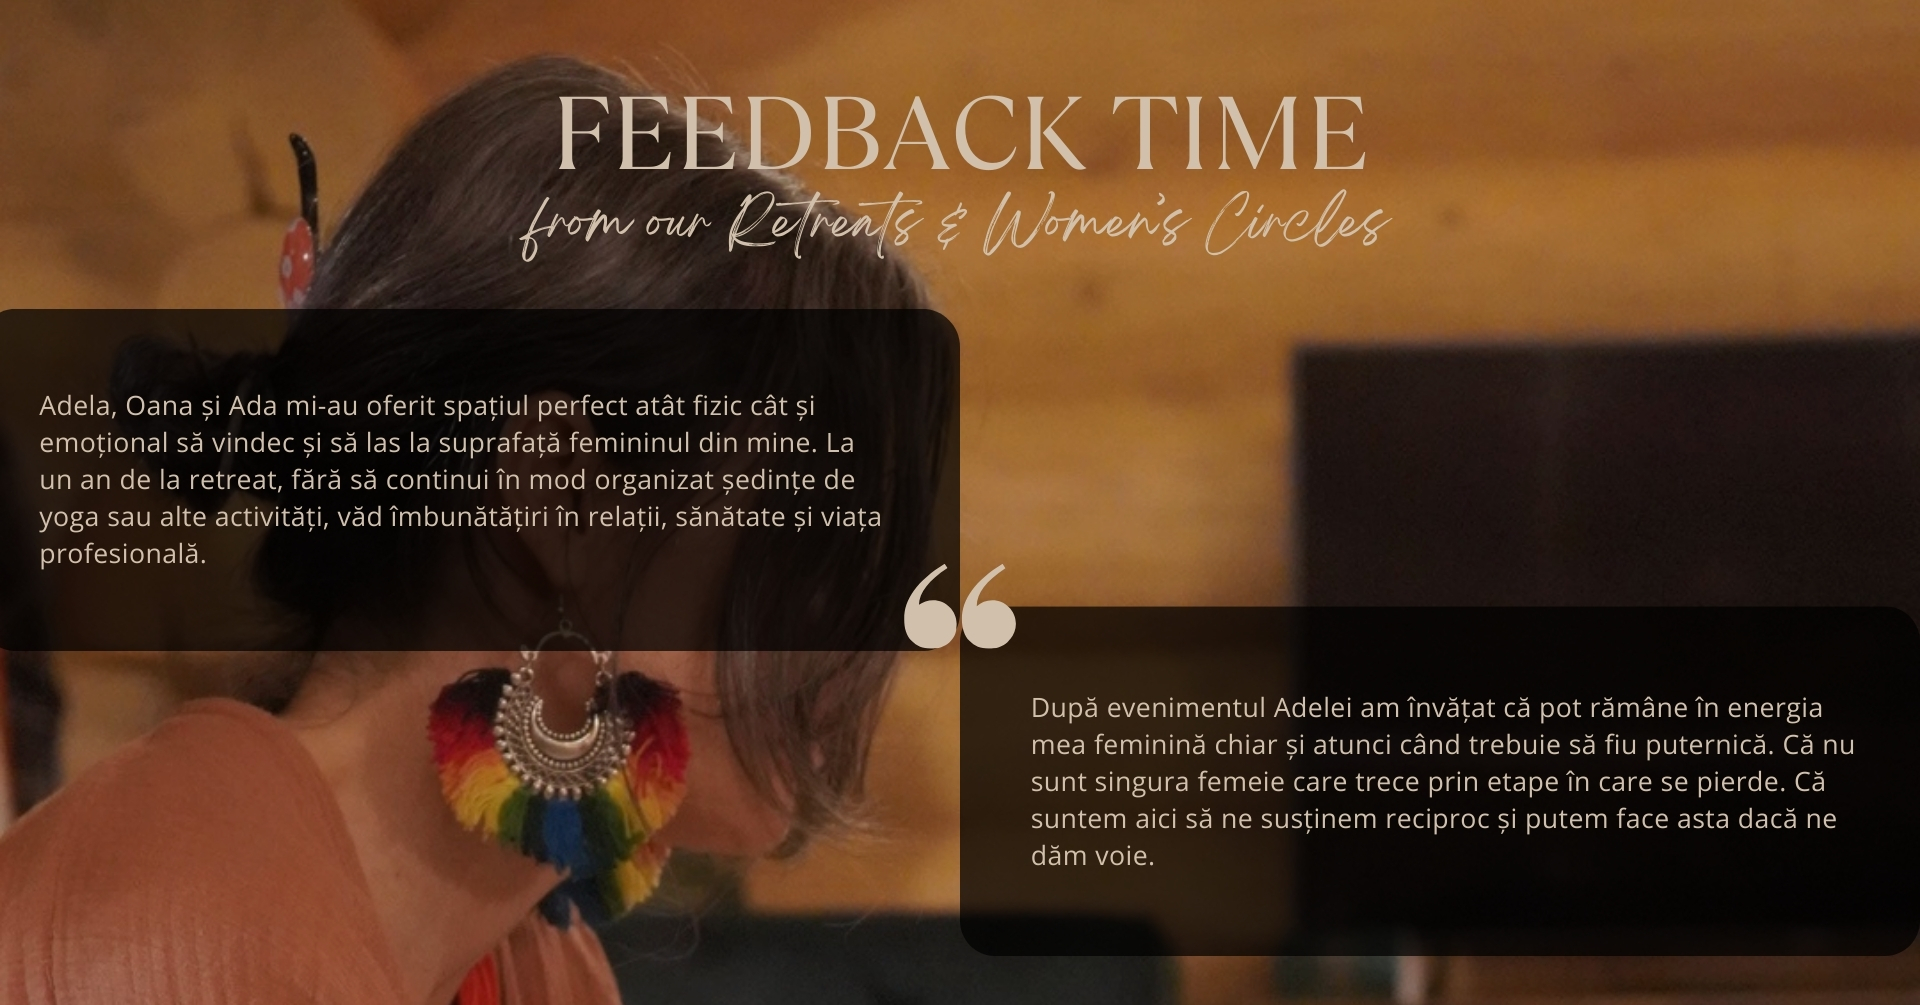 FEEDBACK TIME
from our Retreats & Women's Circles
Adela, Oana și Ada mi-au oferit spațiul perfect atât fizic cât și
emoțional să vindec și să las la suprafață femininul din mine. La
un an de la retreat, fără să continui în mod organizat ședințe de
yoga sau alte activități, văd îmbunătățiri în relații, sănătate și viața
profesională.
“
După evenimentul Adelei am învățat că pot rămâne în energia
mea feminină chiar și atunci când trebuie să fiu puternică. Că nu
sunt singura femeie care trece prin etape în care se pierde. Că
suntem aici să ne susținem reciproc și putem face asta dacă ne
dăm voie.